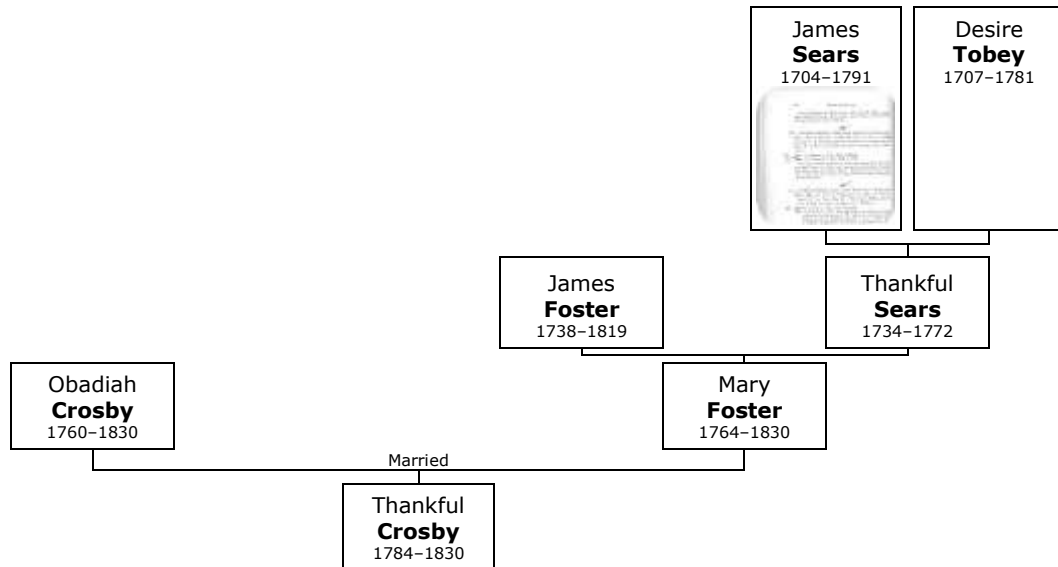 James
Sears
1704–1791
Desire
Tobey
1707–1781
James
Foster
1738–1819
Thankful
Sears
1734–1772
Obadiah
Crosby
1760–1830
Mary
Foster
1764–1830
Married
Thankful
Crosby
1784–1830